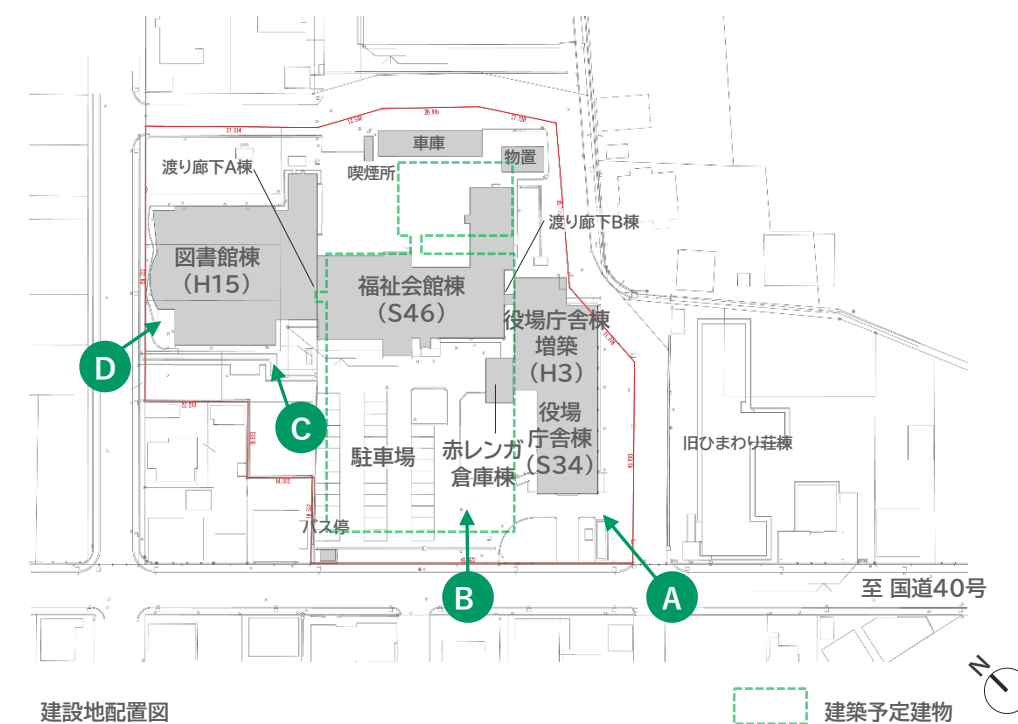 車庫
物置
喫煙所
渡り廊下A棟
渡り廊下B棟
図書館棟
（H15）
福祉会館棟
（S46）
役場庁舎棟
増築
（H3）
役場
庁舎棟
（S34）
赤レンガ
倉庫棟
駐車場
旧ひまわり荘棟
バス停
D
C
B
A
至 国道40号
N
建設地配置図
建築予定建物